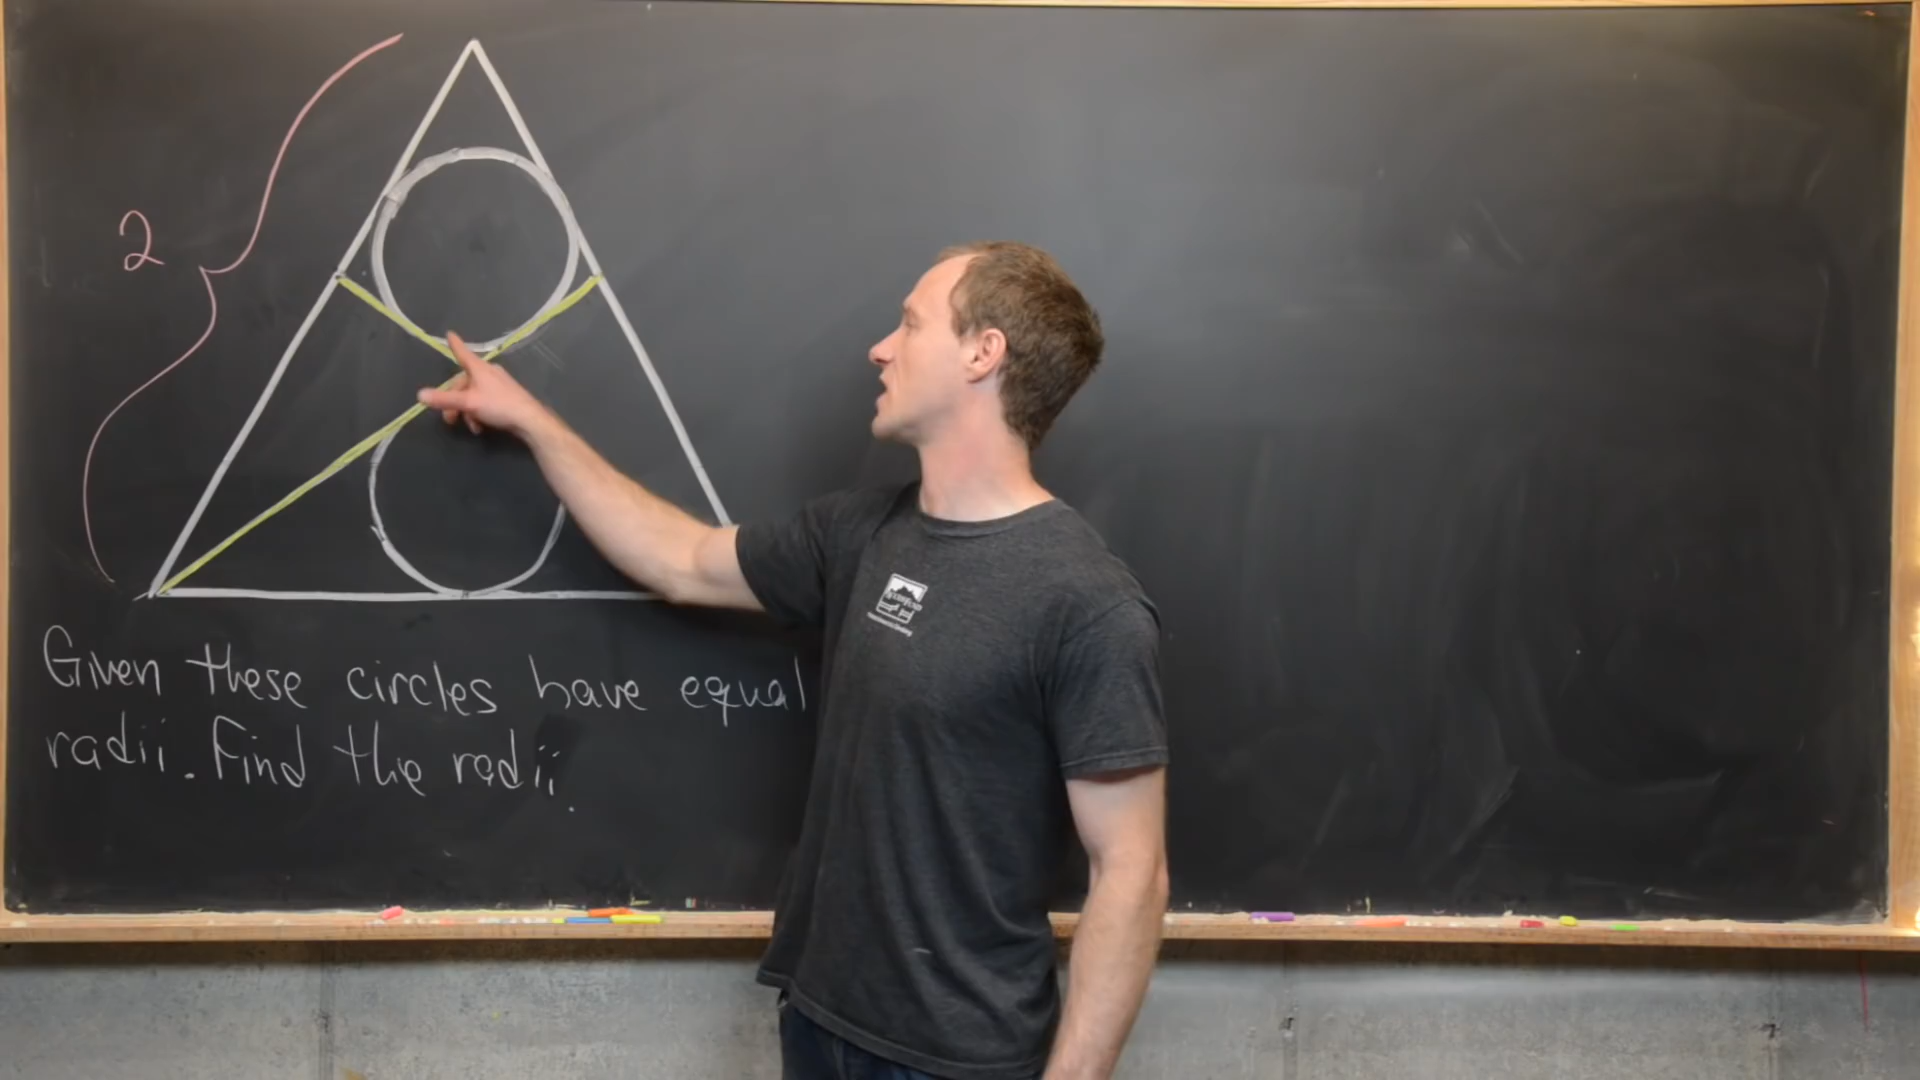 2
Given these circles have equal
radii. Find the radii.